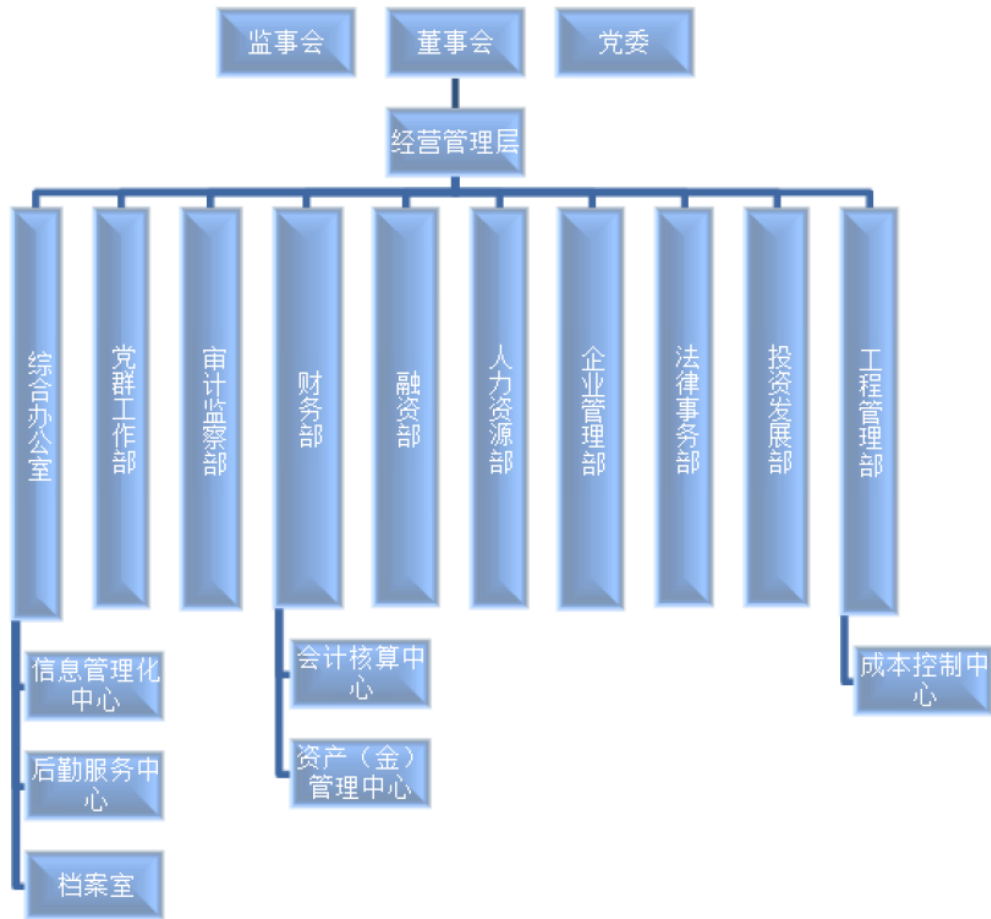 监事会
董事会
党委
经营管理层
综合办公室
党群工作部
审计监察部
财务部
融资部
人力资源部
企业管理部
法律事务部
投资发展部
工程管理部
信息管理化
中心
后勤服务中
心
档案室
会计核算中
心
资产（金）
管理中心
成本控制中
心